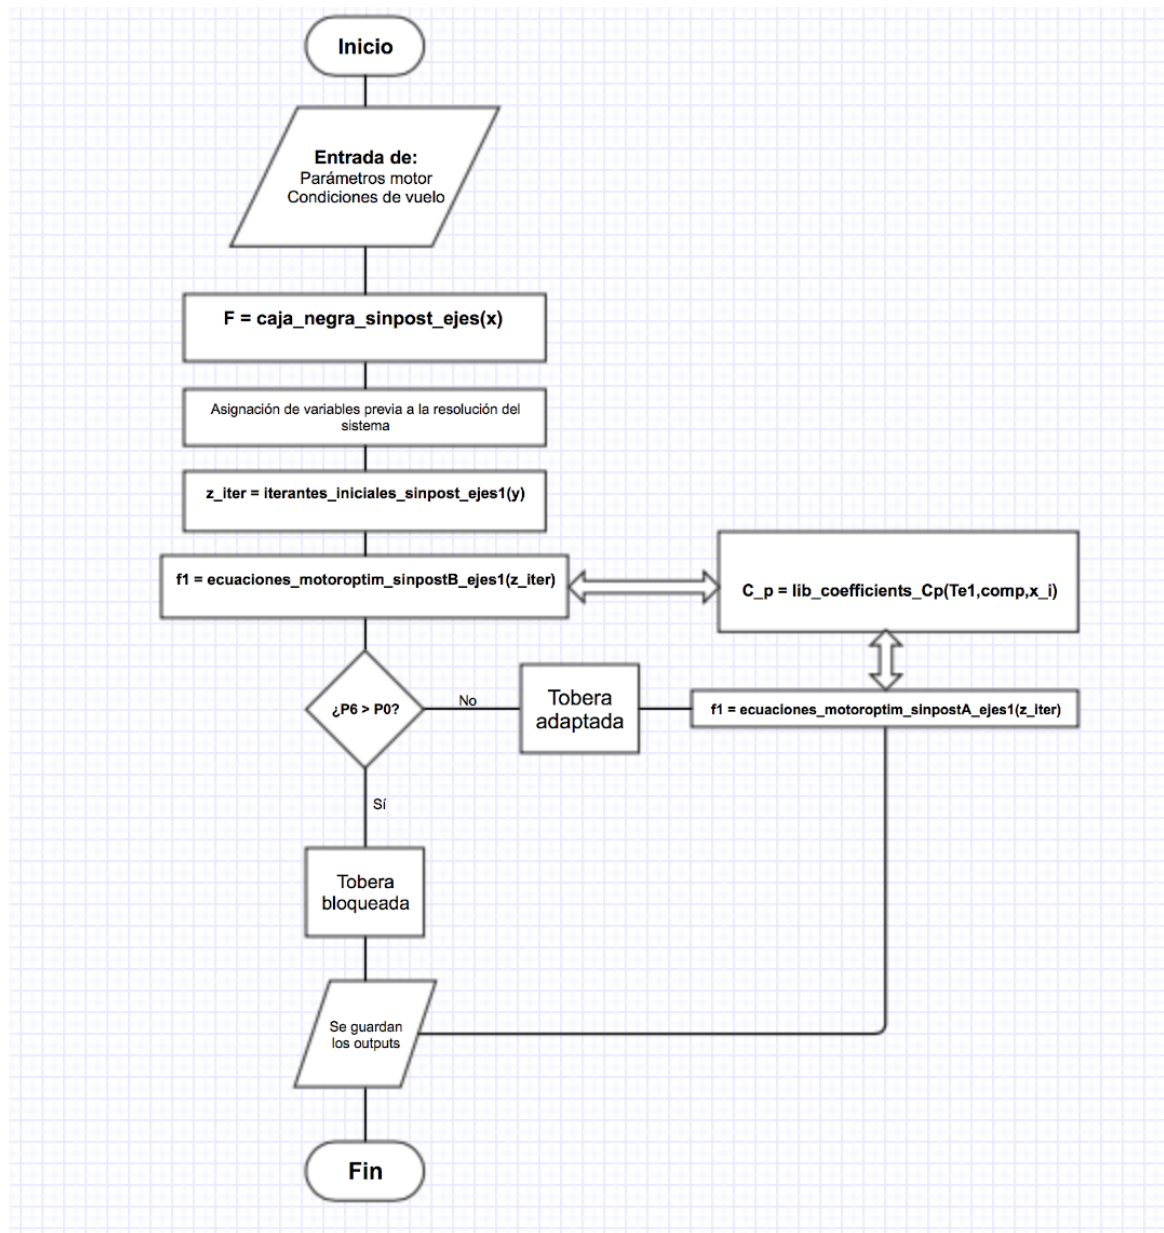 Inicio
Entrada de:
Parámetros motor
Condiciones de vuelo
F = caja_negra_sinpost_ejes(x)
Asignación de variables previa a la resolución del
sistema
z_iter = iterantes_iniciales_sinpost_ejes1(y)
f1 = ecuaciones_motoroptim_sinpostB_ejes1(z_iter)
C_p = lib_coefficients_Cp(Te1,comp,x_i)
¿P6 > P0?
No
Tobera
adaptada
f1 = ecuaciones_motoroptim_sinpostA_ejes1(z_iter)
Sí
Tobera
bloqueada
Se guardan
los outputs
Fin